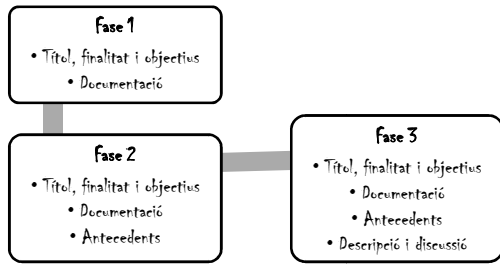 Fase 1
• Títol, finalitat i objectius
• Documentació
Fase 2
• Títol, finalitat i objectius
• Documentació
• Antecedents
Fase 3
• Títol, finalitat i objectius
• Documentació
• Antecedents
• Descripció i discussió